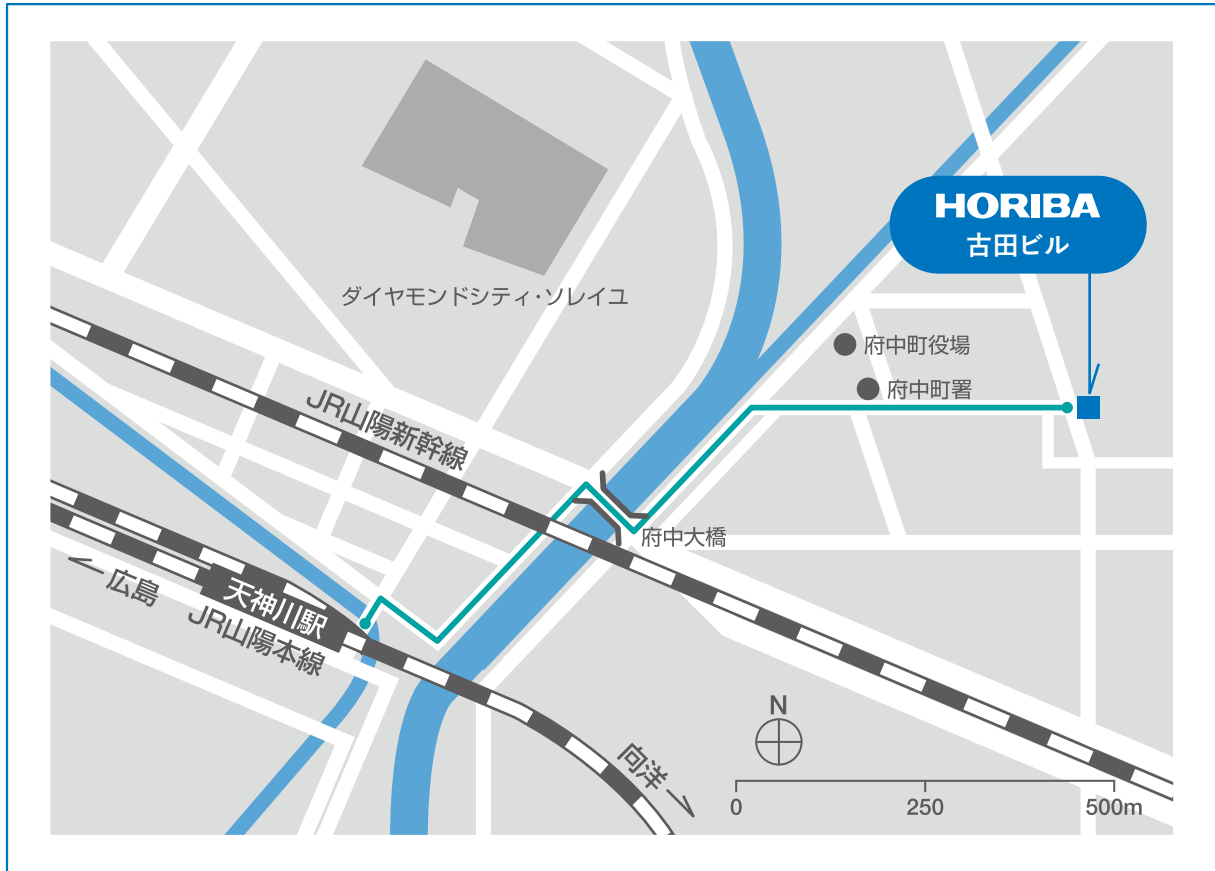 HORIBA
古田ビル
ダイヤモンドシティ・ソレイユ
府中町役場
府中町署
JR山陽新幹線
府中大橋
天神川駅
広島
JR山陽本線
向洋
N
0 250 500m